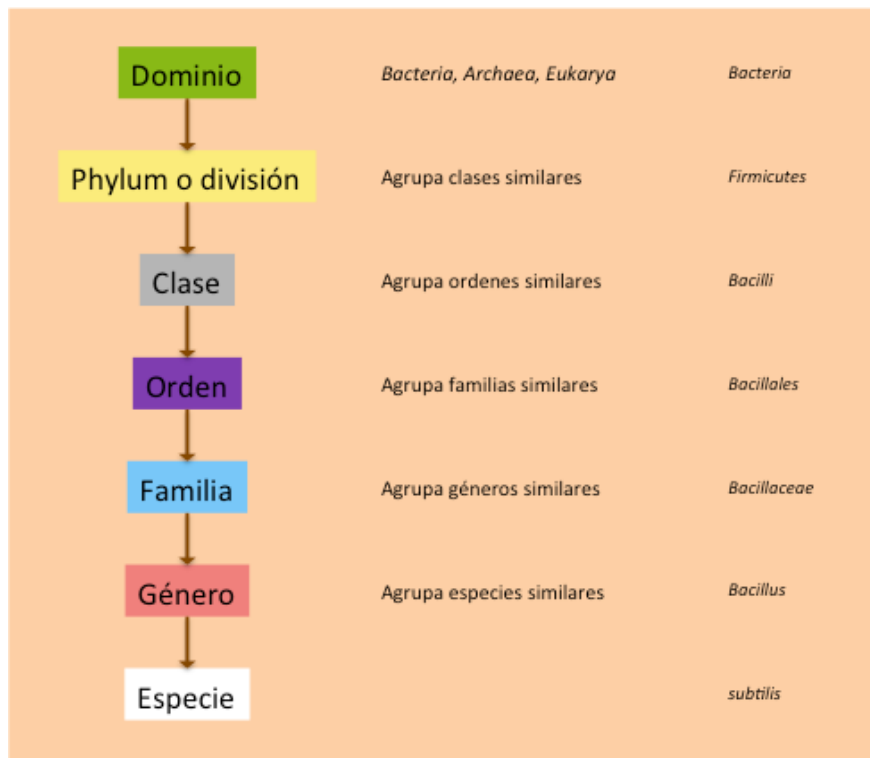 Dominio Bacteria, Archaea, Eukarya Bacteria
Phylum o división Agrupa clases similares Firmicutes
Clase Agrupa ordenes similares Bacilli
Orden Agrupa familias similares Bacillales
Familia Agrupa géneros similares Bacillaceae
Género Agrupa especies similares Bacillus
Especie subtilis